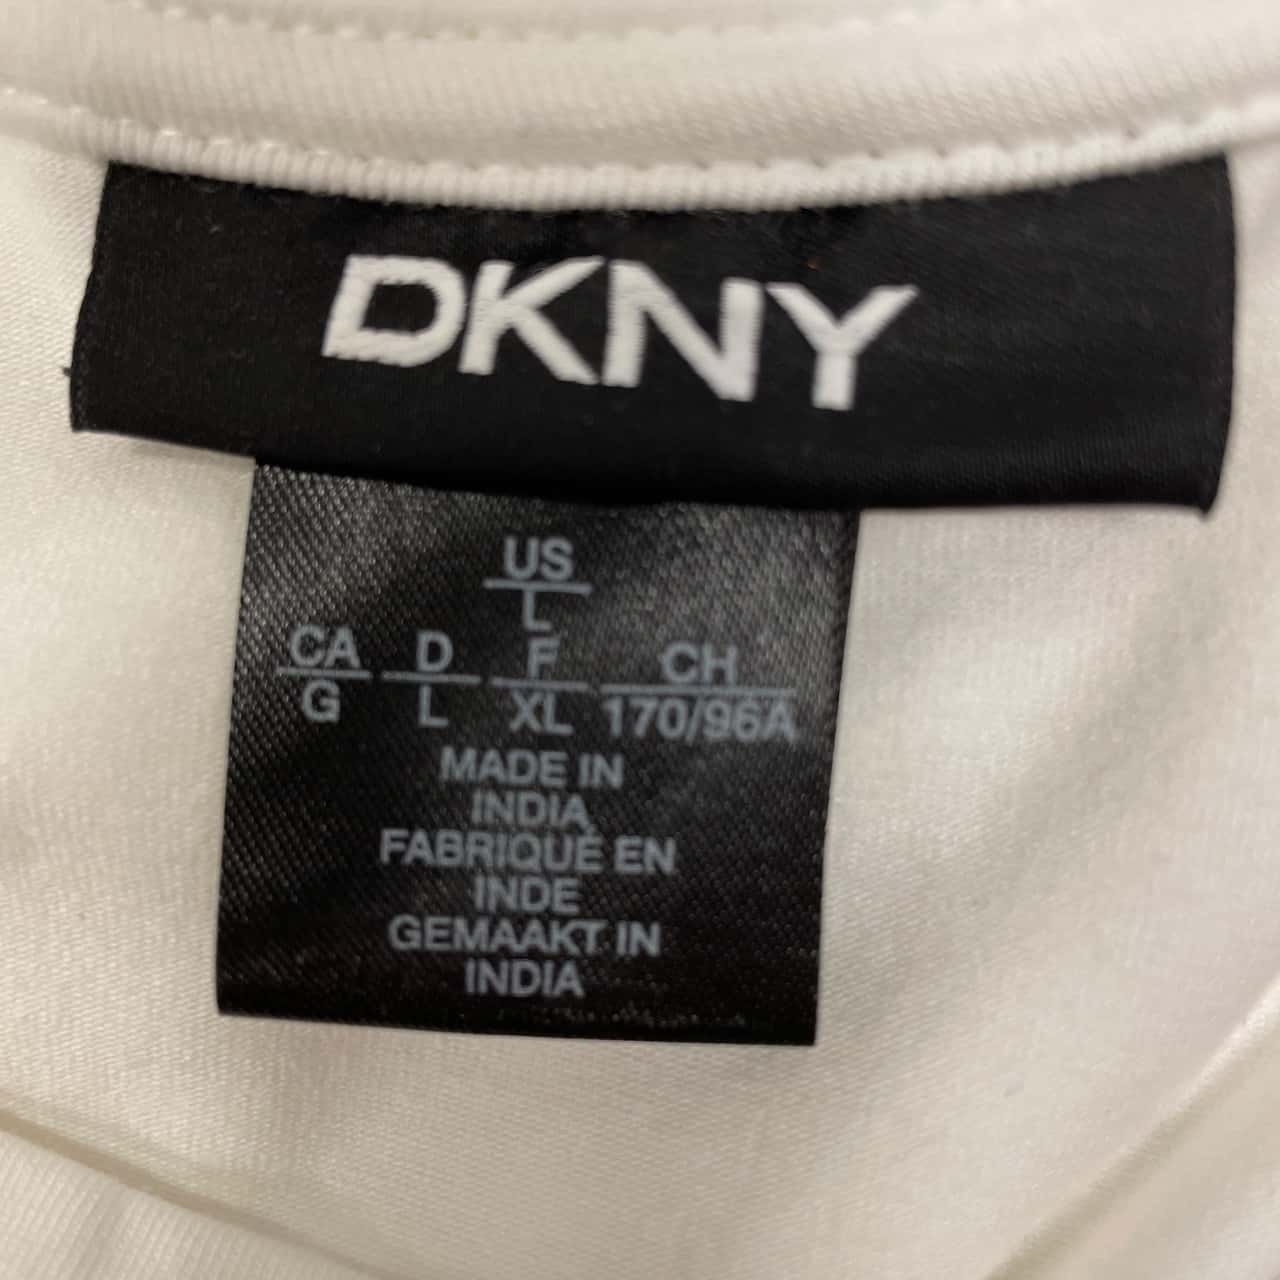 DKNY
US
L
CA D F CH
G L XL 170/96A
MADE IN
INDIA
FABRIQUÉ EN
INDE
GEMAAKT IN
INDIA